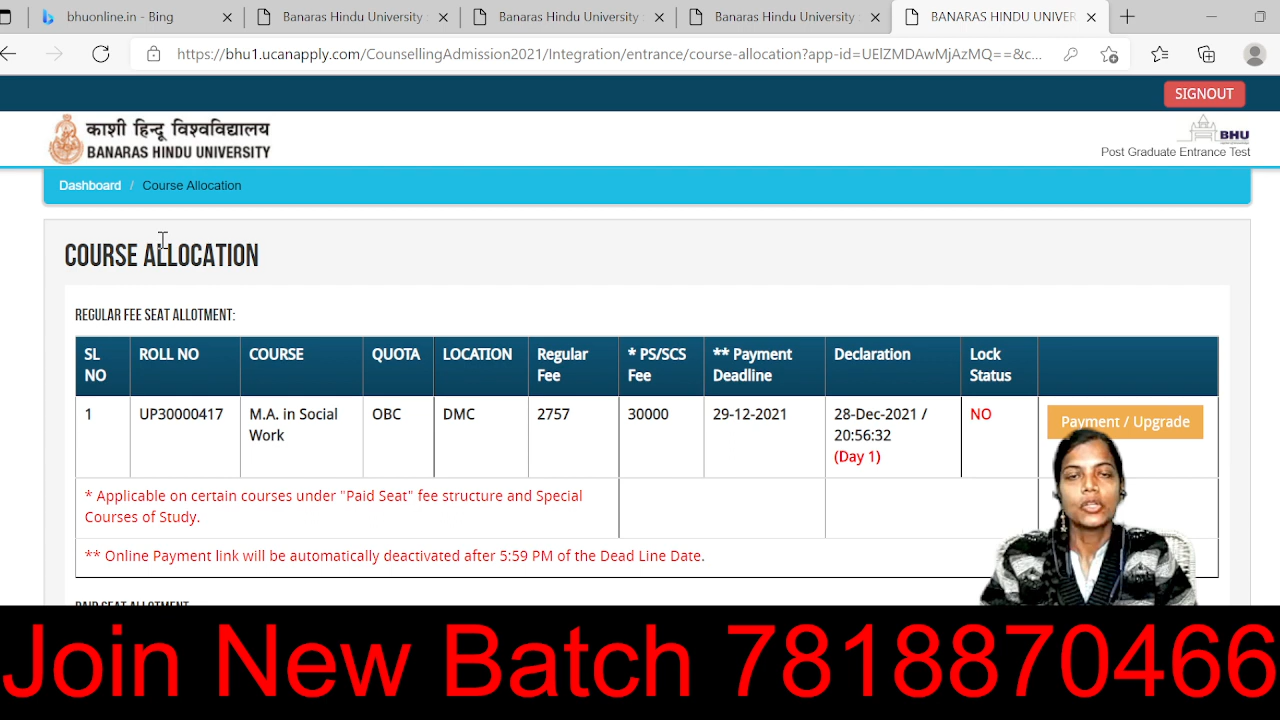 bhuonline.in - Bing
Banaras Hindu University :
Banaras Hindu University :
Banaras Hindu University :
BANARAS HINDU UNIVER
https://bhu1.ucanapply.com/CounsellingAdmission2021/Integration/entrance/course-allocation?app-id=UElZMDAwMjAzMQ==&c...
SIGNOUT
काशी हिन्दू विश्वविद्यालय
BANARAS HINDU UNIVERSITY
BHU
Post Graduate Entrance Test
Dashboard / Course Allocation
COURSE ALLOCATION
REGULAR FEE SEAT ALLOTMENT:
SL NO
ROLL NO
COURSE
QUOTA
LOCATION
Regular Fee
* PS/SCS Fee
** Payment Deadline
Declaration
Lock Status
1
UP30000417
M.A. in Social Work
OBC
DMC
2757
30000
29-12-2021
28-Dec-2021 /
20:56:32
(Day 1)
NO
Payment / Upgrade
* Applicable on certain courses under "Paid Seat" fee structure and Special
Courses of Study.
** Online Payment link will be automatically deactivated after 5:59 PM of the Dead Line Date.
PAID SEAT ALLOTMENT
Join New Batch 7818870466